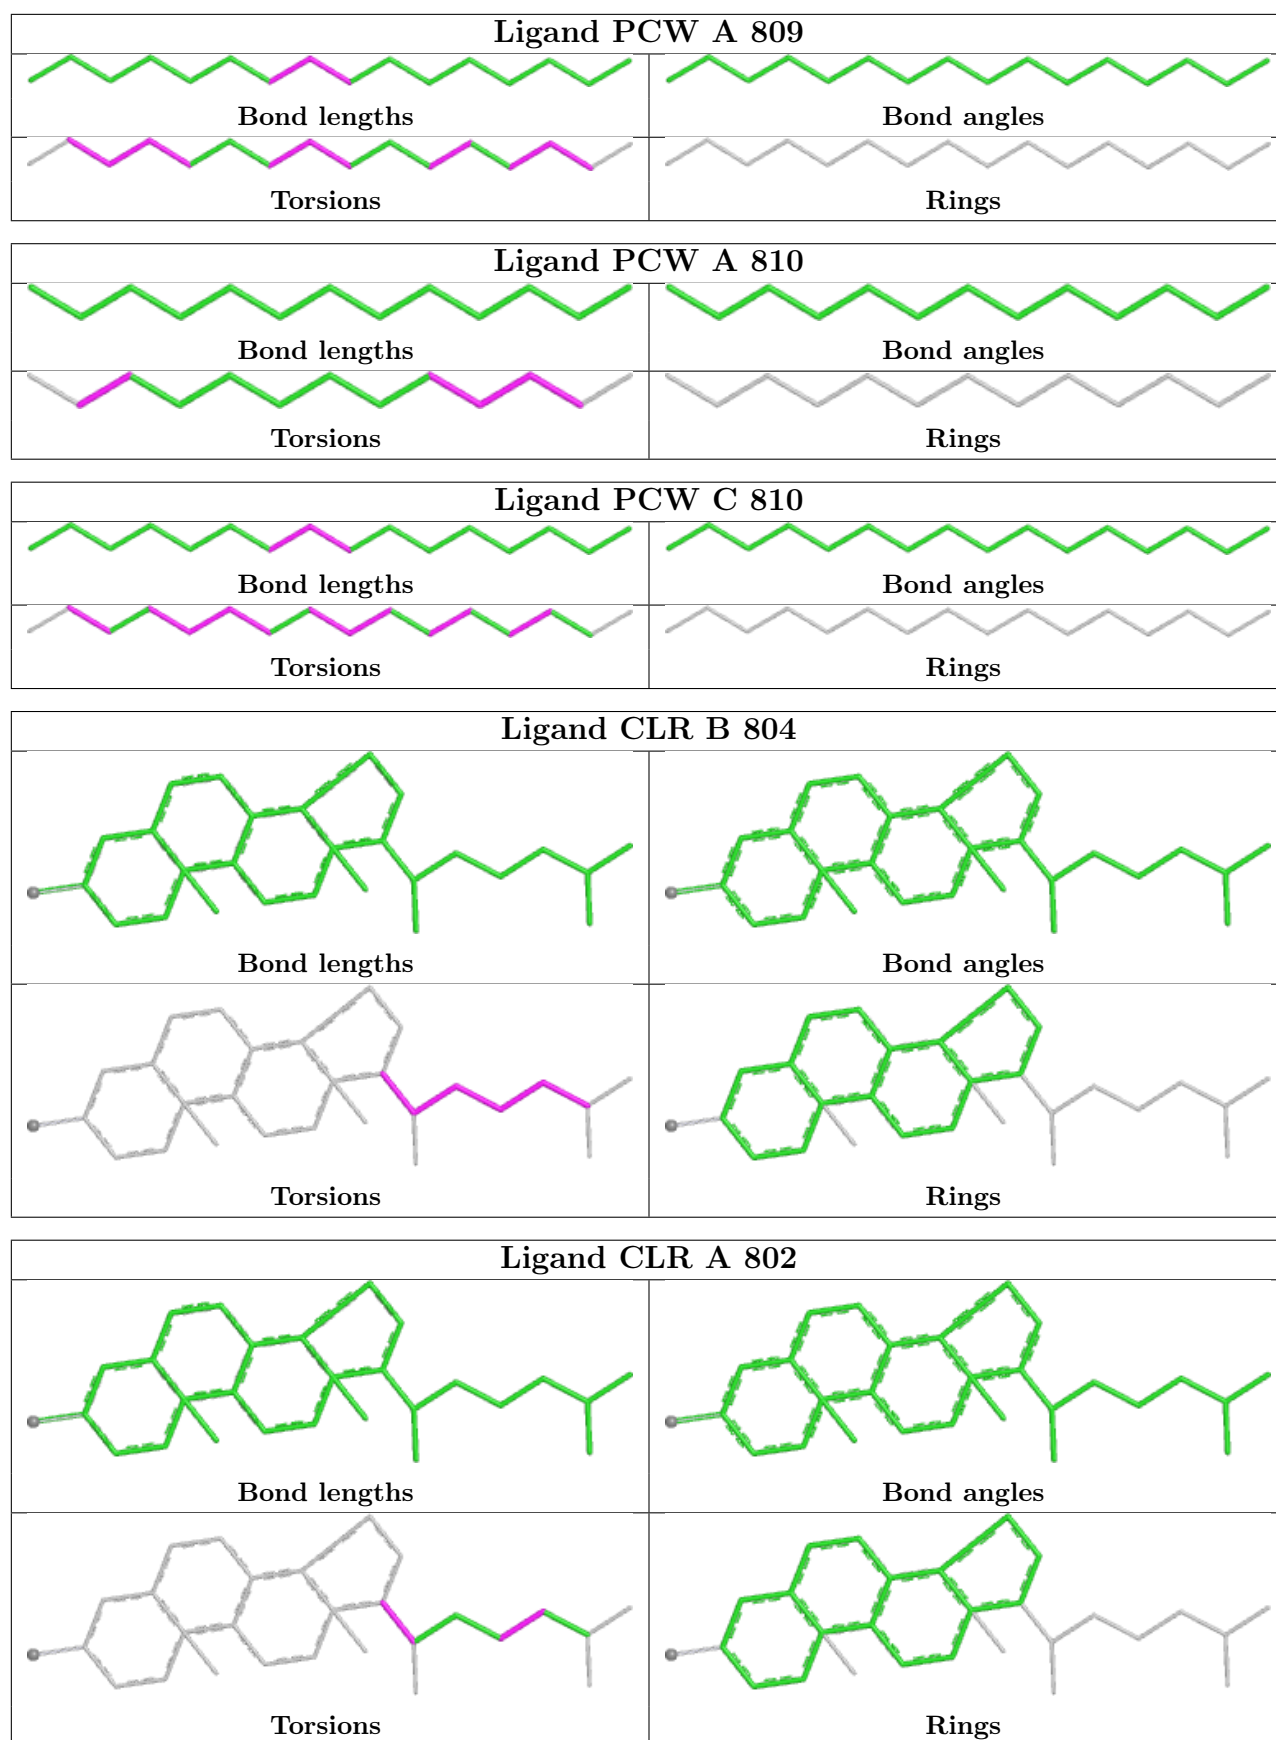 Ligand PCW A 809
Bond lengths
Bond angles
Torsions
Rings
Ligand PCW A 810
Bond lengths
Bond angles
Torsions
Rings
Ligand PCW C 810
Bond lengths
Bond angles
Torsions
Rings
Ligand CLR B 804
Bond lengths
Bond angles
Torsions
Rings
Ligand CLR A 802
Bond lengths
Bond angles
Torsions
Rings